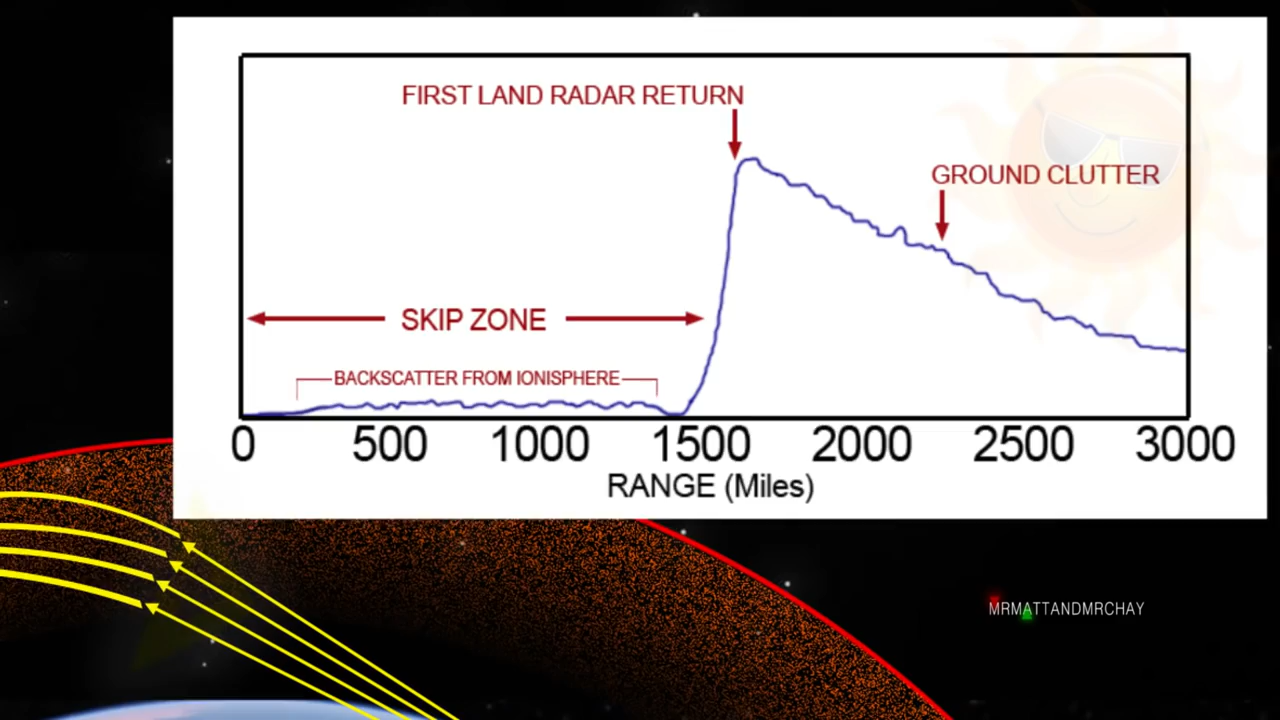 FIRST LAND RADAR RETURN
GROUND CLUTTER
SKIP ZONE
BACKSCATTER FROM IONISPHERE
0 500 1000 1500 2000 2500 3000
RANGE (Miles)
MRMATTANDMRCHAY